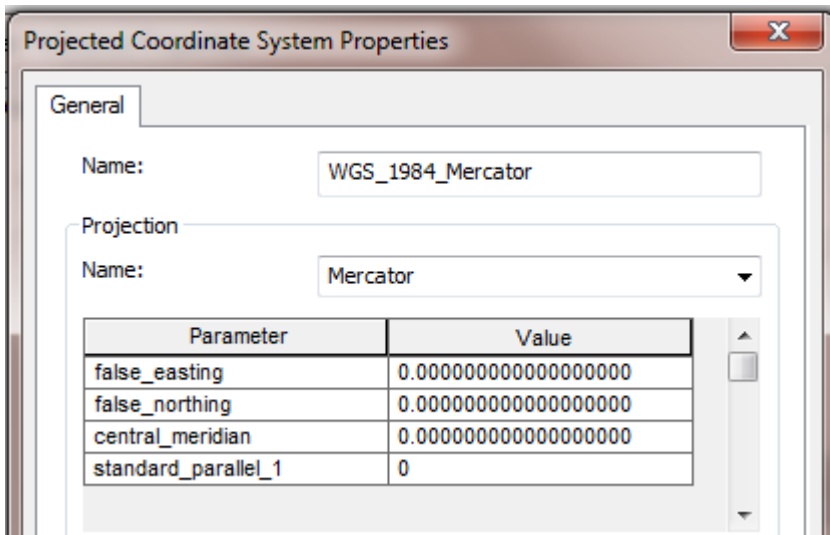 Projected Coordinate System Properties
General
Name: WGS_1984_Mercator
Projection
Name: Mercator
Parameter Value
false_easting 0.000000000000000000
false_northing 0.000000000000000000
central_meridian 0.000000000000000000
standard_parallel_1 0